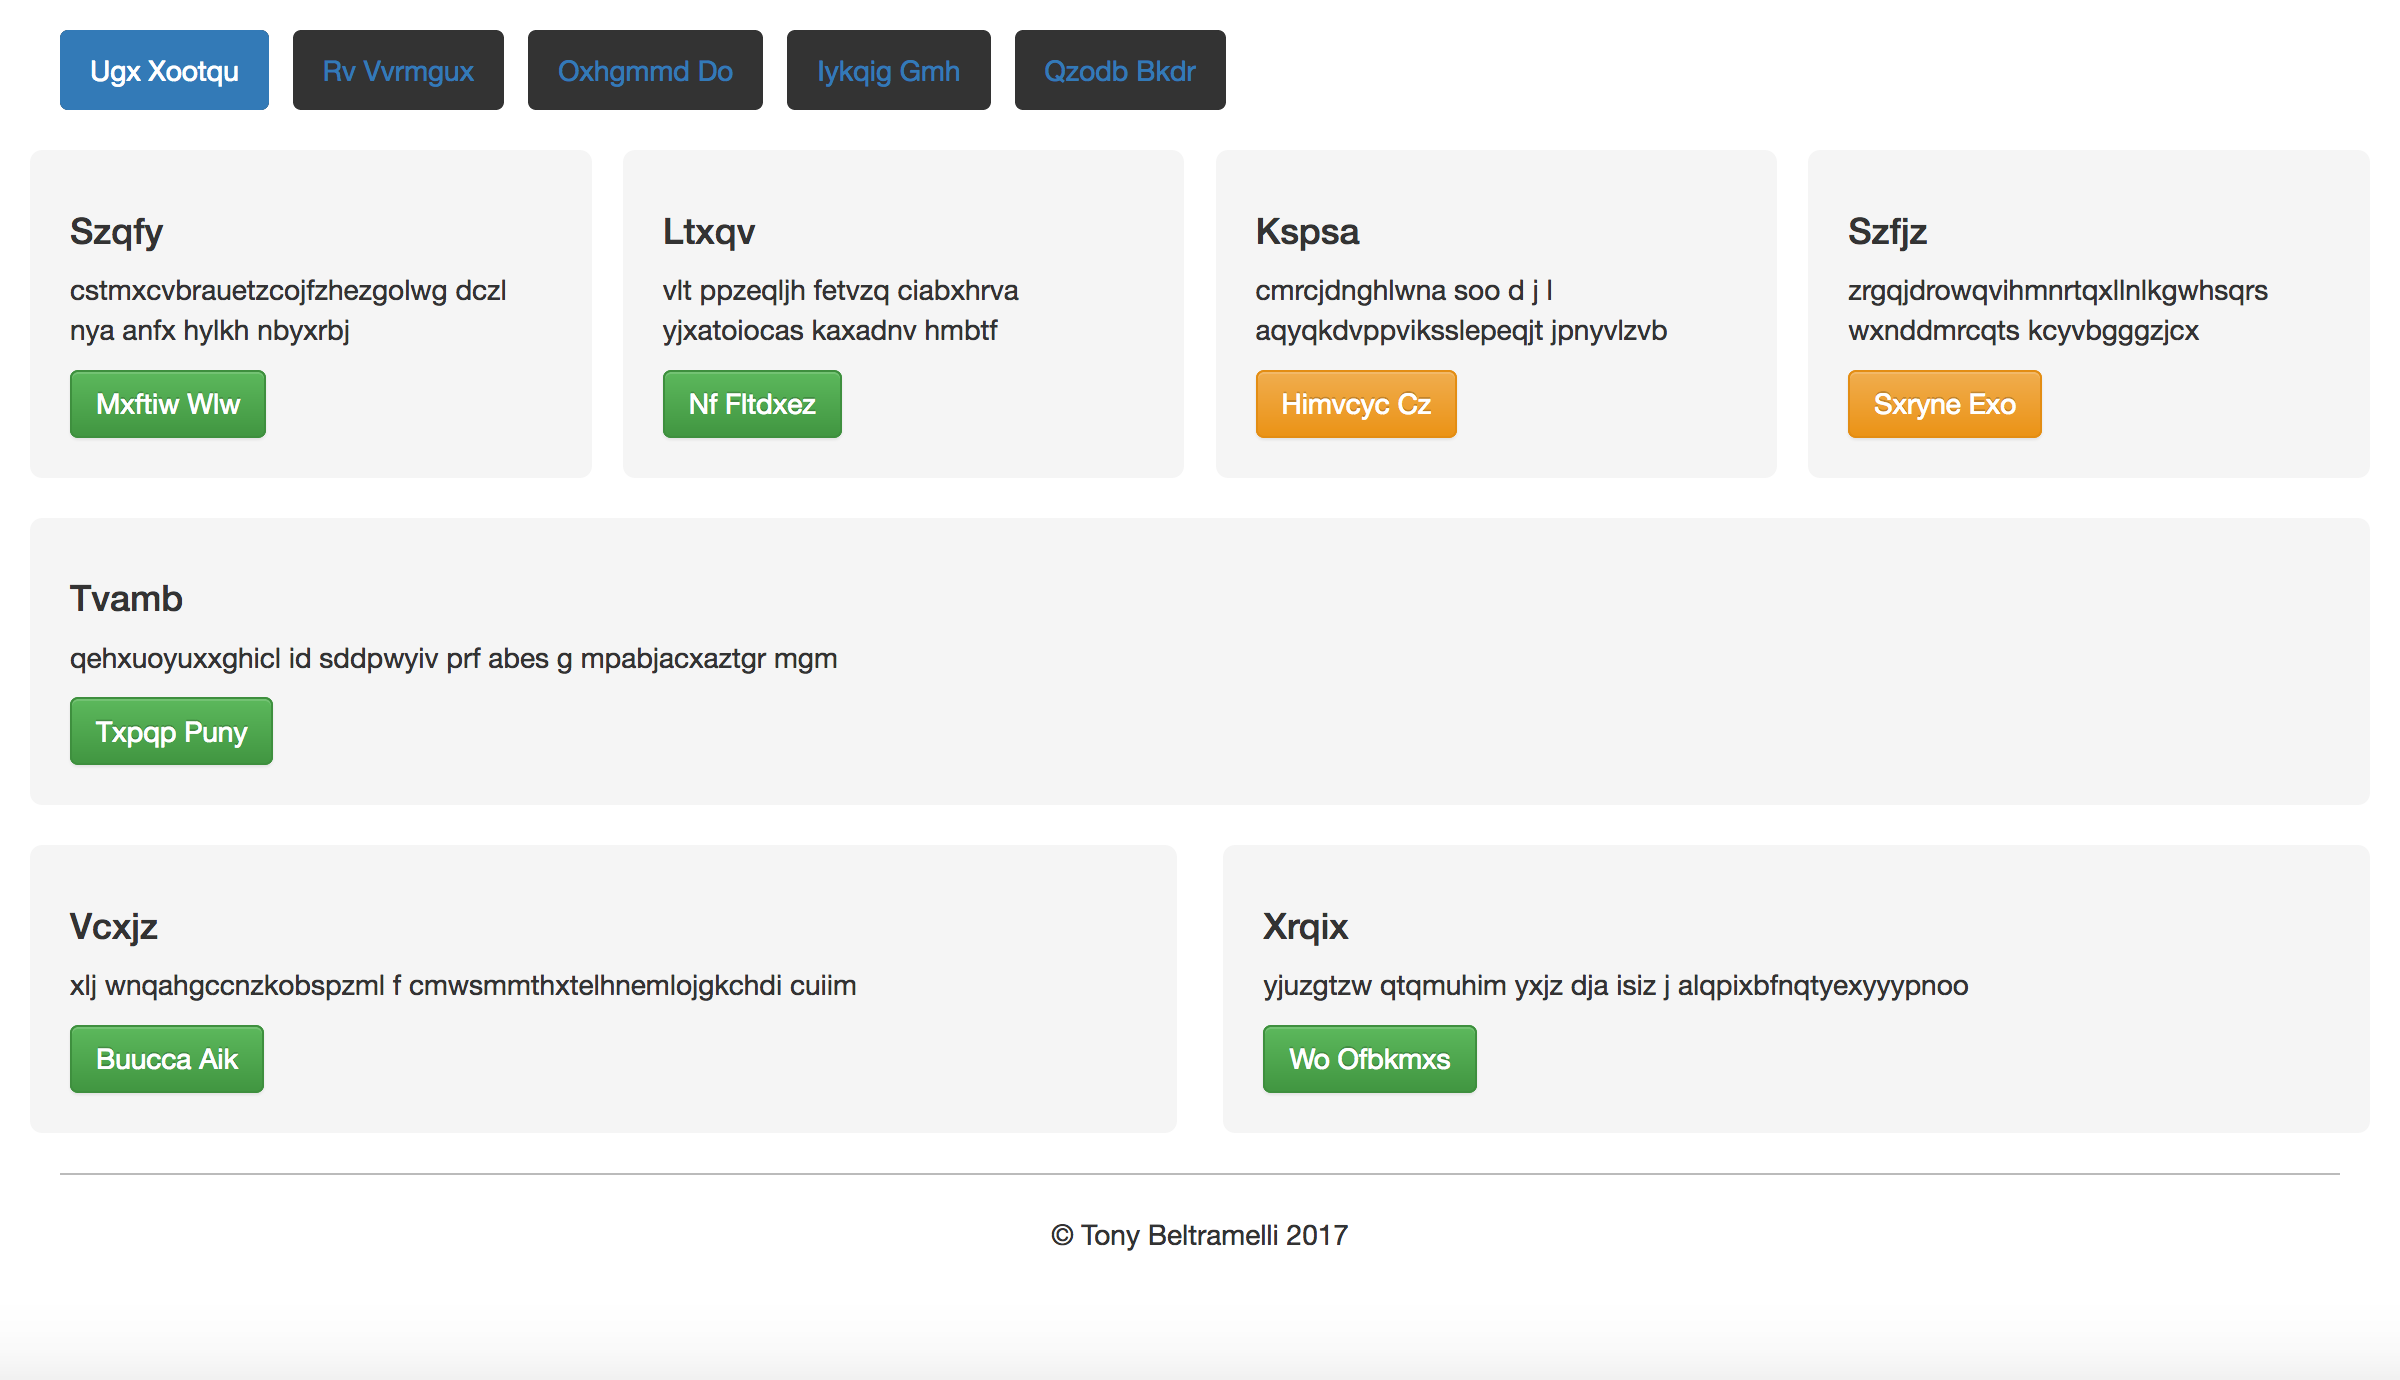 Ugx Xootqu
Rv Vvrmgux
Oxhgmmd Do
Iykqig Gmh
Qzodb Bkdr
Szqfy
cstmxcvbrauetzcojfzhezgolwg dczl
nya anfx hylkh nbyxrbj
Mxftiw Wlw
Ltxqv
vlt ppzeqljh fetvzq ciabxhrva
yjxatoiocas kaxadnv hmbtf
Nf Fltdxez
Kspsa
cmrcjdnghlwna soo d j l
aqyqkdvppviksslepeqjt jpnyvlzvb
Himvcyc Cz
Szfjz
zrgqjdrowqvihmnrtqxllnlkgwhsqrs
wxnddmrcqts kcyvbgggzjcx
Sxryne Exo
Tvamb
qehxuoyuxxghicl id sddpwyiv prf abes g mpabjacxaztgr mgm
Txpqp Puny
Vcxjz
xlj wnqahgccnzkobspzml f cmwsmmthxtelhnemlojgkchdi cuiim
Buucca Aik
Xrqix
yjuzgtzw qtqmuhim yxjz dja isiz j alqpixbfnqtyexyyypnoo
Wo Ofbkmxs
© Tony Beltramelli 2017